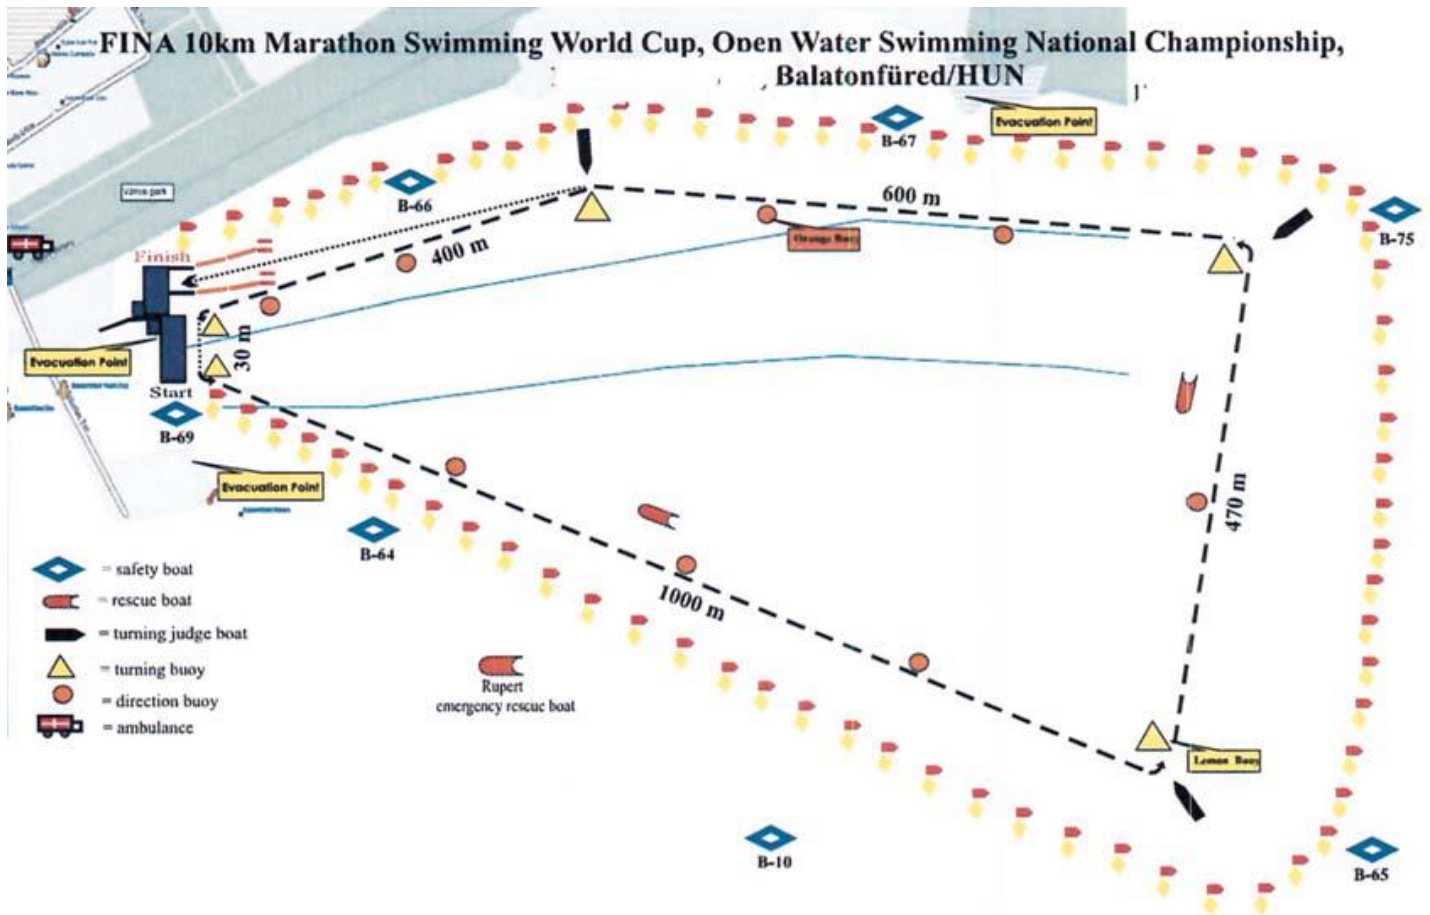 FINA 10km Marathon Swimming World Cup, Open Water Swimming National Championship,
Balatonfüred/HUN
Evacuation Point
B-67
B-66
600 m
B-75
Orange Buoy
400 m
Finish
30 m
Evacuation Point
Start
B-69
Evacuation Point
470 m
B-64
1000 m
= safety boat
= rescue boat
= turning judge boat
= turning buoy
= direction buoy
= ambulance
Rupert
emergency rescue boat
Lemon Buoy
B-10
B-65